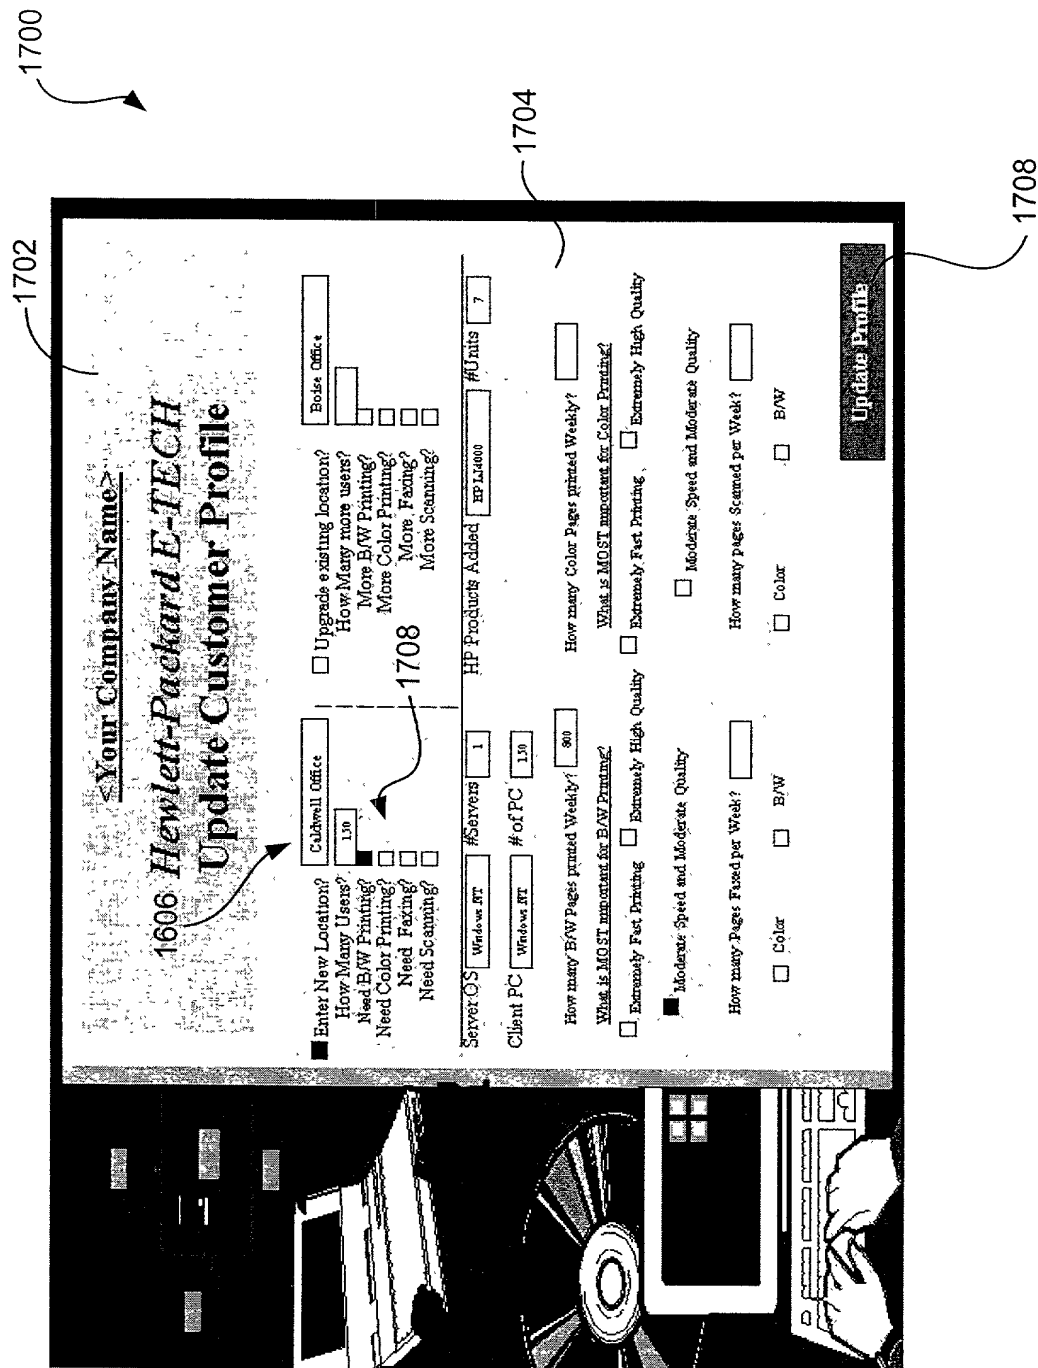 1700
1702
<Your Company Name>
1606 Hewlett-Packard E-TECH
Update Customer Profile
Enter New Location? Caldwell Office
How Many Users? 150
Need B/W Printing?
Need Color Printing?
Need Faxing?
Need Scanning?
1708
Upgrade existing location? Boise Office
How Many more users?
More B/W Printing?
More Color Printing?
More Faxing?
More Scanning?
Server OS Windows NT #Servers 1 HP Products Added HP LJ4000 #Units 7
Client PC Windows NT # of PC 150
1704
How many B/W Pages printed Weekly? 800 How many Color Pages printed Weekly?
What is MOST important for B/W Printing? What is MOST important for Color Printing?
Extremely Fast Printing Extremely High Quality Extremely Fast Printing Extremely High Quality
Moderate Speed and Moderate Quality Moderate Speed and Moderate Quality
How many Pages Faxed per Week? How many pages Scanned per Week?
Color B/W Color B/W
Update Profile
1708